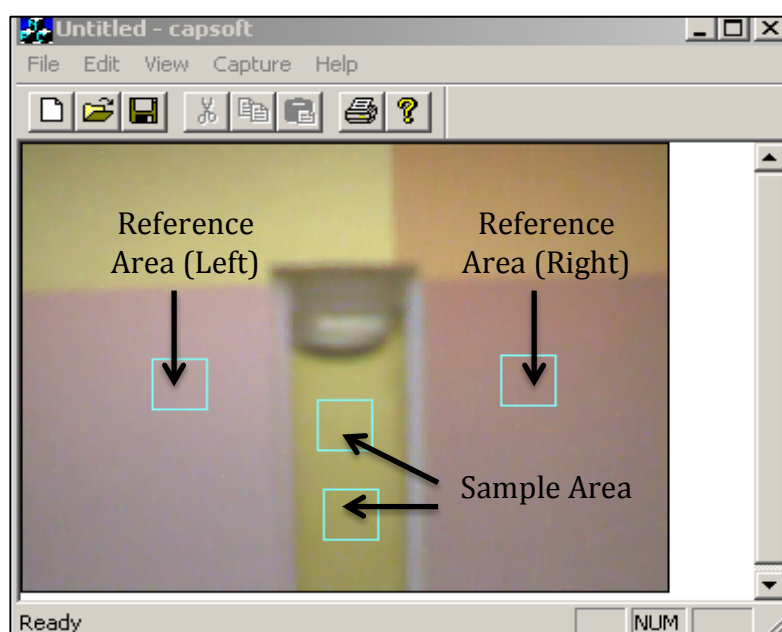 Untitled - capsoft
File Edit View Capture Help
Reference Reference
Area (Left) Area (Right)
Sample Area
Ready NUM